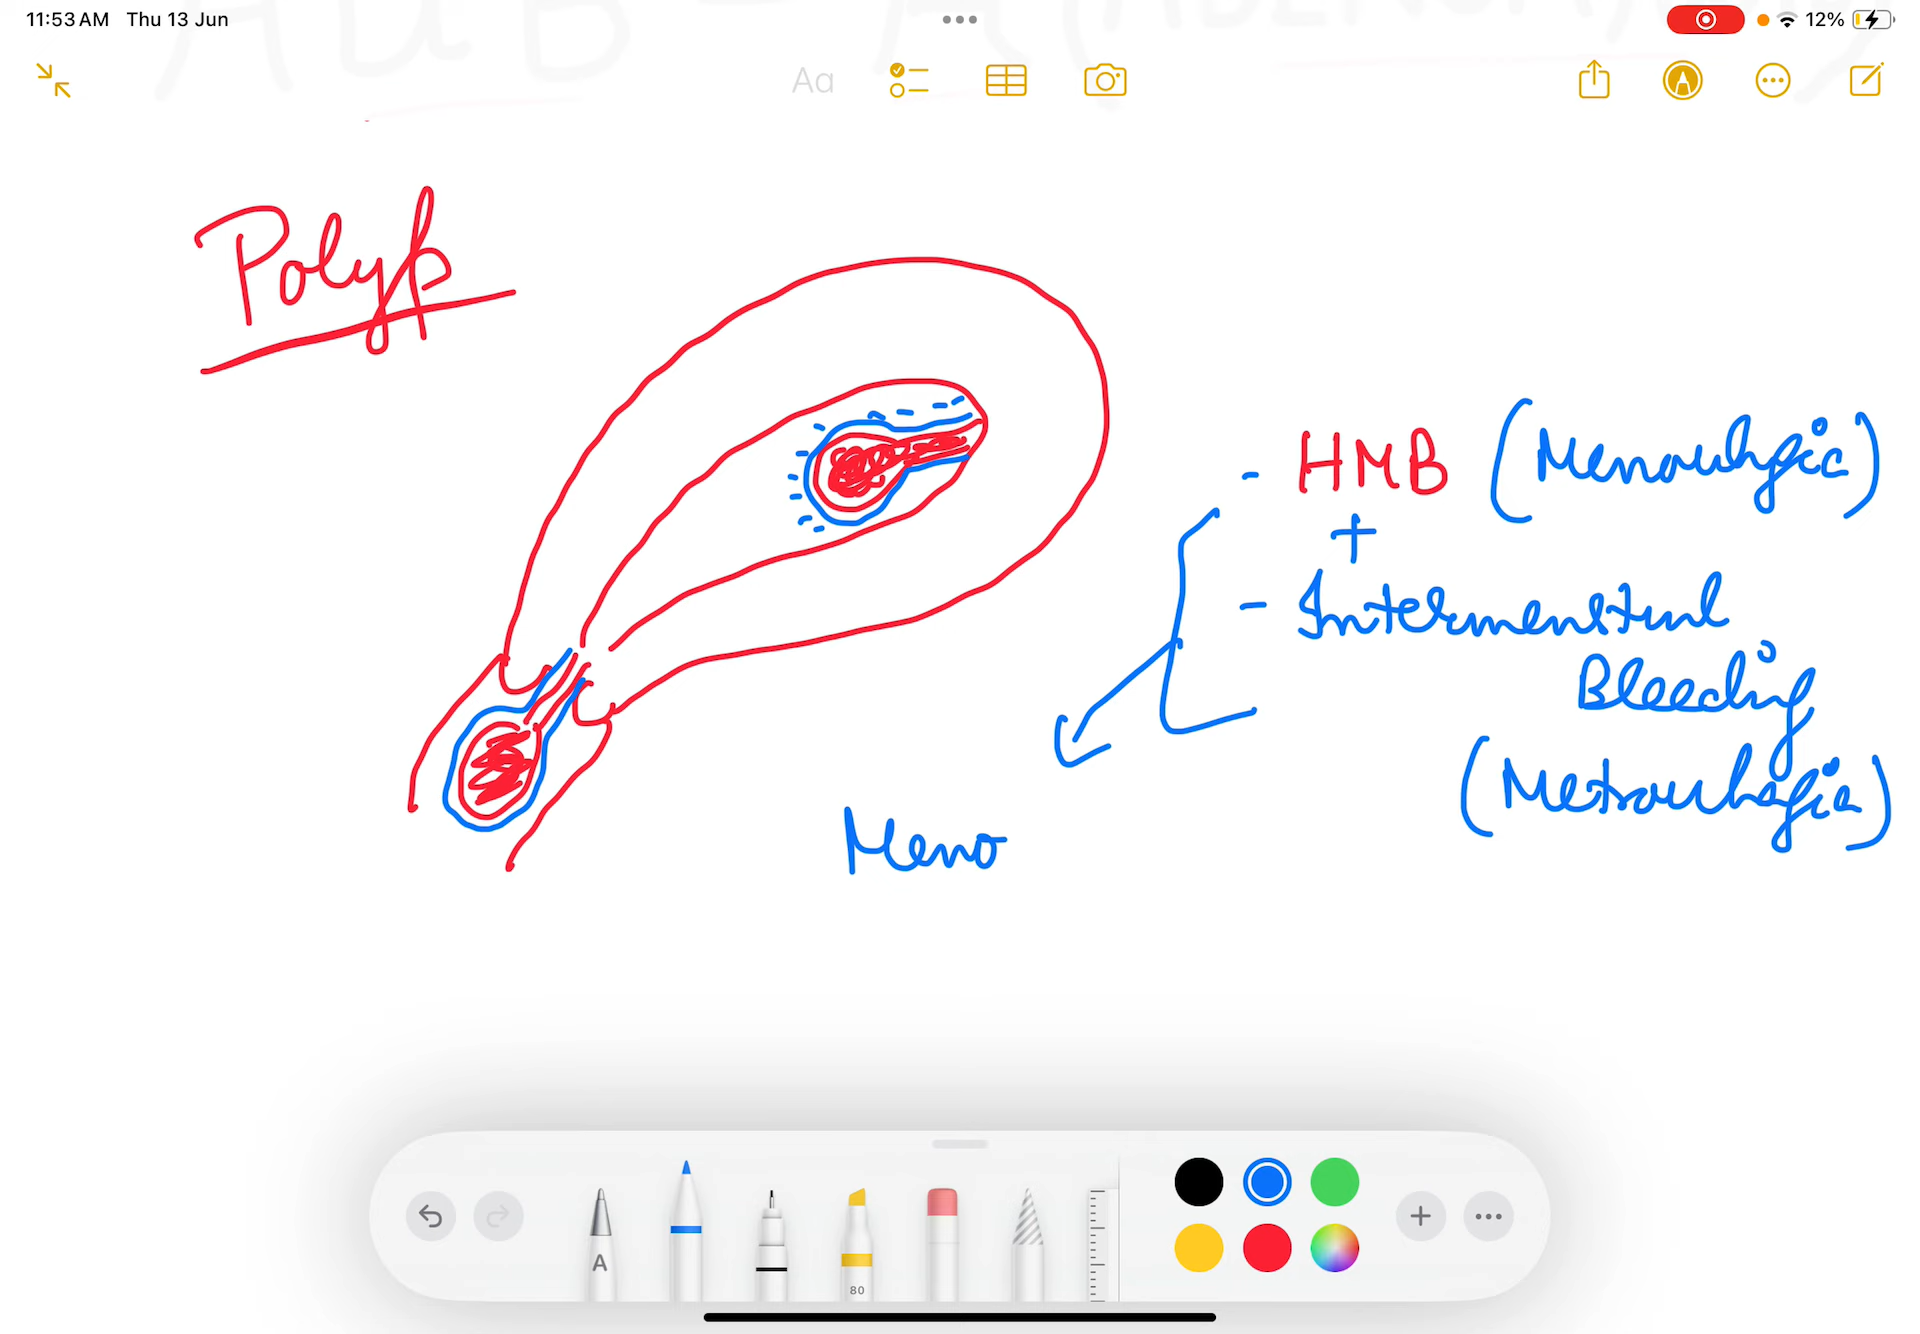 11:53 AM Thu 13 Jun
12%
Aa
Polyp
- HMB (Menorrhagia)
+
- Intermenstrual
Bleeding
(Metrorrhagia)
Meno
A
80